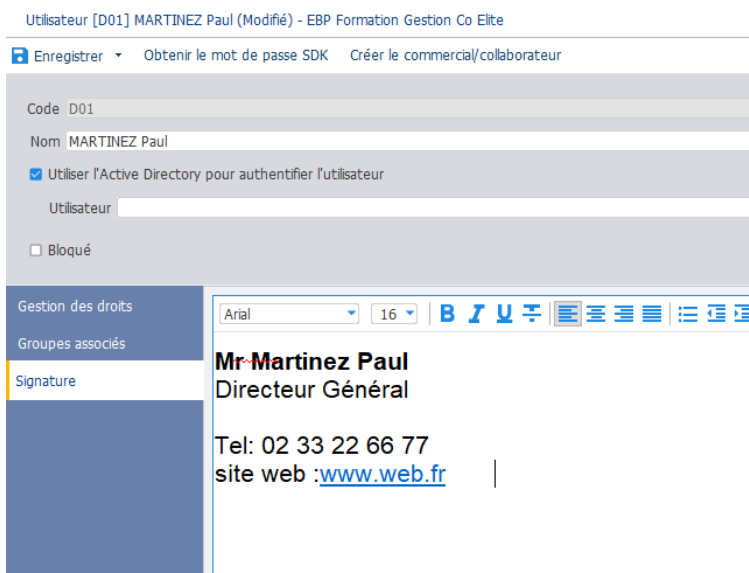 Utilisateur [D01] MARTINEZ Paul (Modifié) - EBP Formation Gestion Co Elite
Enregistrer Obtenir le mot de passe SDK Créer le commercial/collaborateur
Code D01
Nom MARTINEZ Paul
Utiliser l'Active Directory pour authentifier l'utilisateur
Utilisateur
Bloqué
Gestion des droits
Groupes associés
Signature
Arial 16 B I U T
Mr Martinez Paul
Directeur Général
Tel: 02 33 22 66 77
site web :www.web.fr